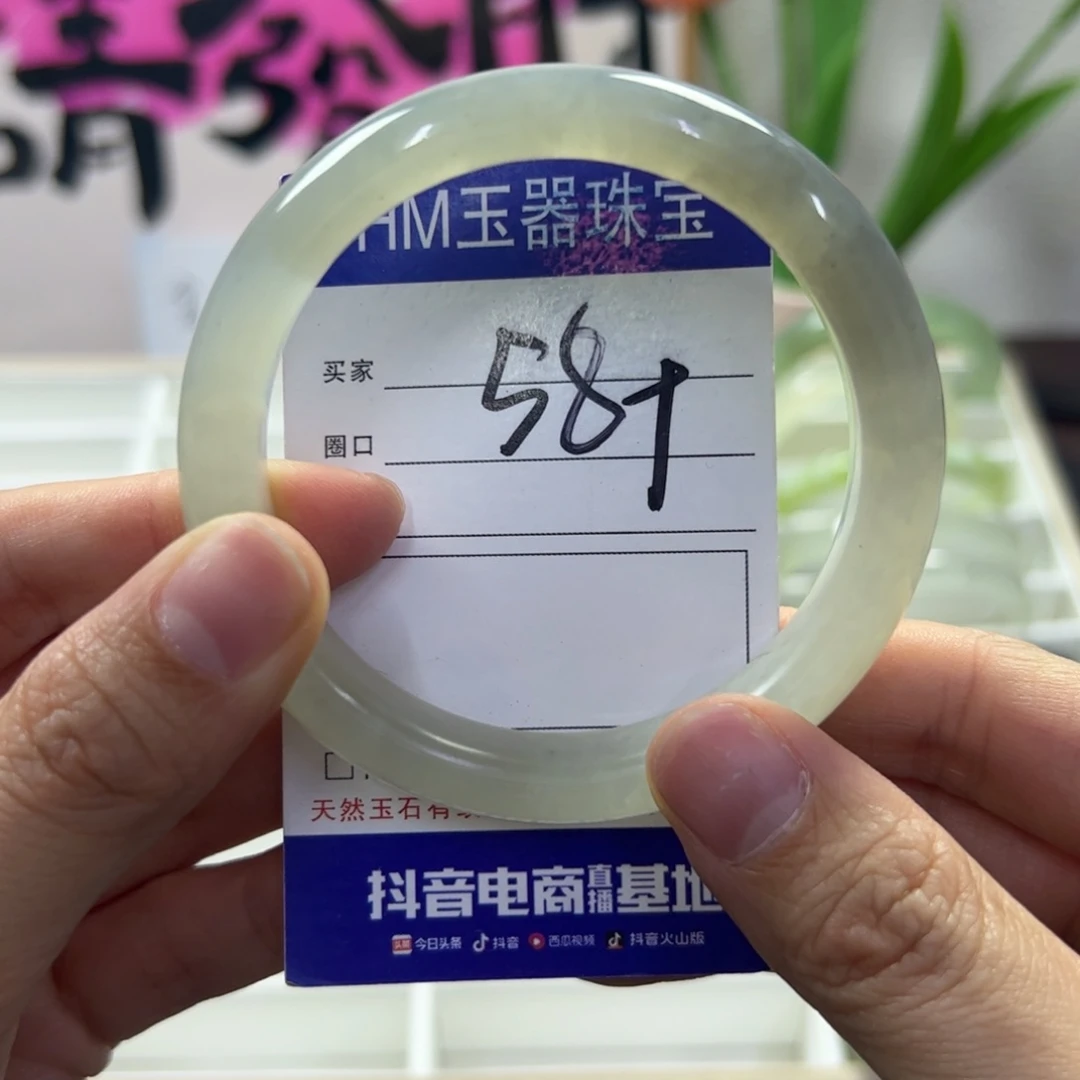 HM玉器珠宝
买家
58+
圈口
天然玉石有
抖音电商直播基地
今日头条 抖音 西瓜视频 抖音火山版